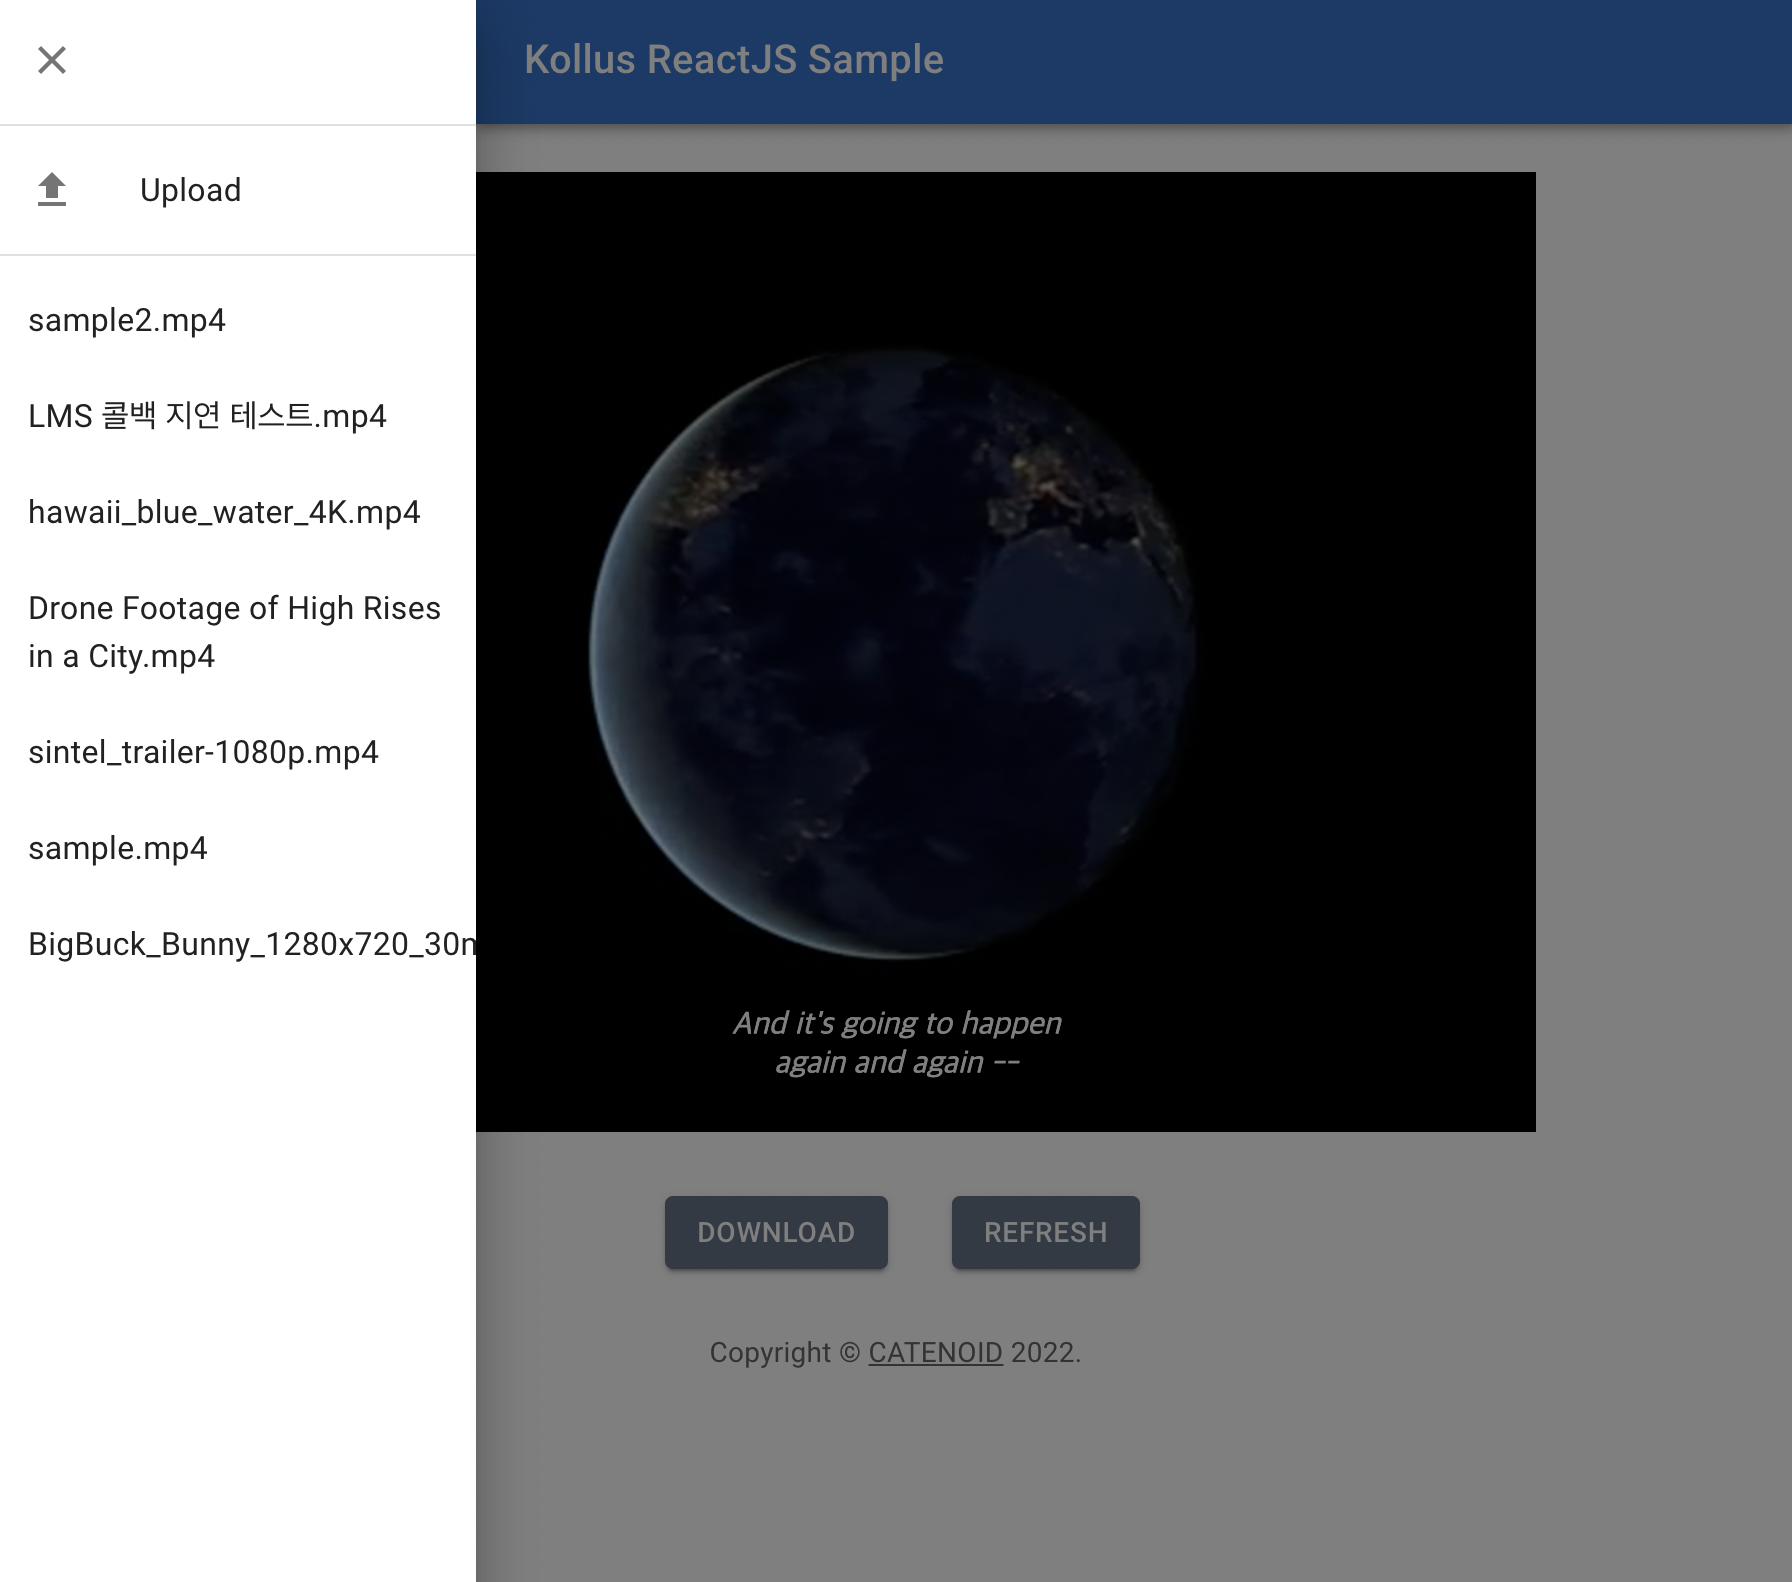 Kollus ReactJS Sample
Upload
sample2.mp4
LMS 콜백 지연 테스트.mp4
hawaii_blue_water_4K.mp4
Drone Footage of High Rises
in a City.mp4
sintel_trailer-1080p.mp4
sample.mp4
And it's going to happen
again and again --
DOWNLOAD
REFRESH
Copyright © CATENOID 2022.